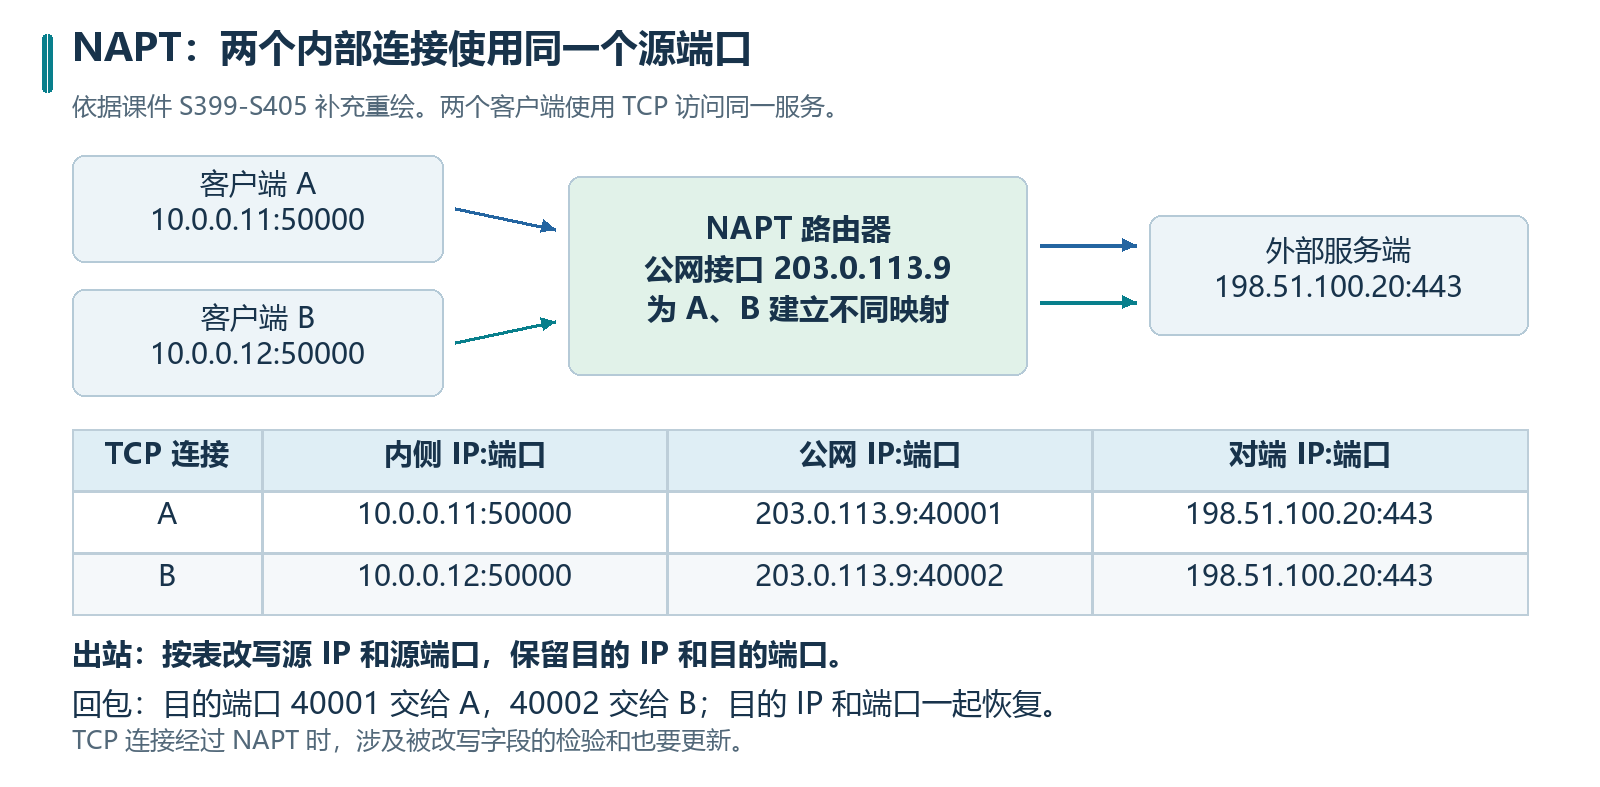 NAPT：两个内部连接使用同一个源端口
依据课件 S399-S405 补充重绘。两个客户端使用 TCP 访问同一服务。
客户端 A
10.0.0.11:50000
客户端 B
10.0.0.12:50000
NAPT 路由器
公网接口 203.0.113.9
为 A、B 建立不同映射
外部服务端
198.51.100.20:443
TCP 连接 内侧 IP:端口 公网 IP:端口 对端 IP:端口
A 10.0.0.11:50000 203.0.113.9:40001 198.51.100.20:443
B 10.0.0.12:50000 203.0.113.9:40002 198.51.100.20:443
出站：按表改写源 IP 和源端口，保留目的 IP 和目的端口。
回包：目的端口 40001 交给 A，40002 交给 B；目的 IP 和端口一起恢复。
TCP 连接经过 NAPT 时，涉及被改写字段的检验和也要更新。